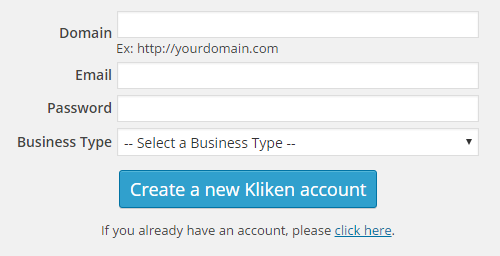 Domain
Ex: http://yourdomain.com
Email
Password
Business Type -- Select a Business Type --
Create a new Kliken account
If you already have an account, please click here.